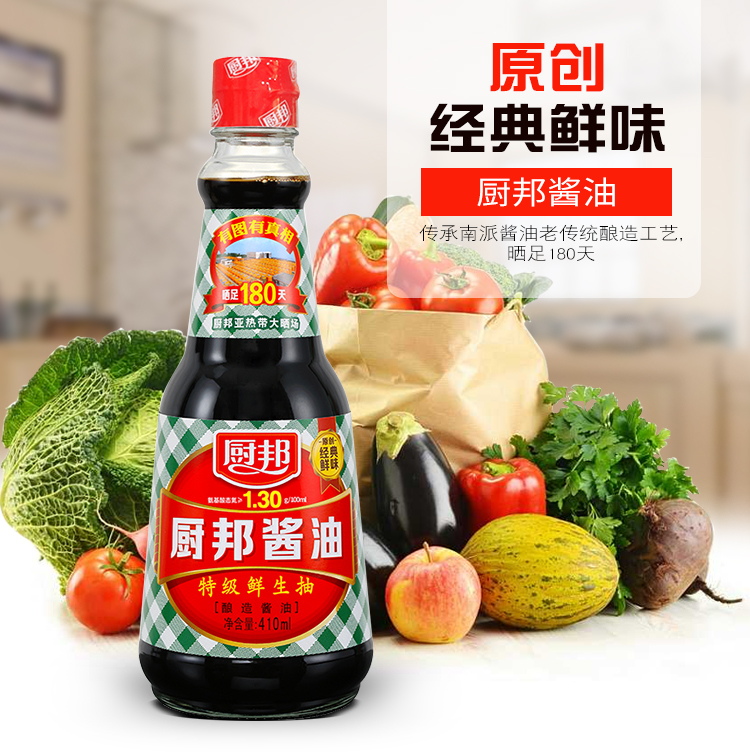 原创
经典鲜味
厨邦酱油
传承南派酱油老传统酿造工艺,
晒足180天
厨邦
厨邦
有图有真相
晒足180天
厨邦亚热带大晒场
厨邦
·原创·
经典
鲜味
氨基酸态氮≥1.30g/100ml
厨邦酱油
特级鲜生抽
[酿造酱油]
净含量:410ml